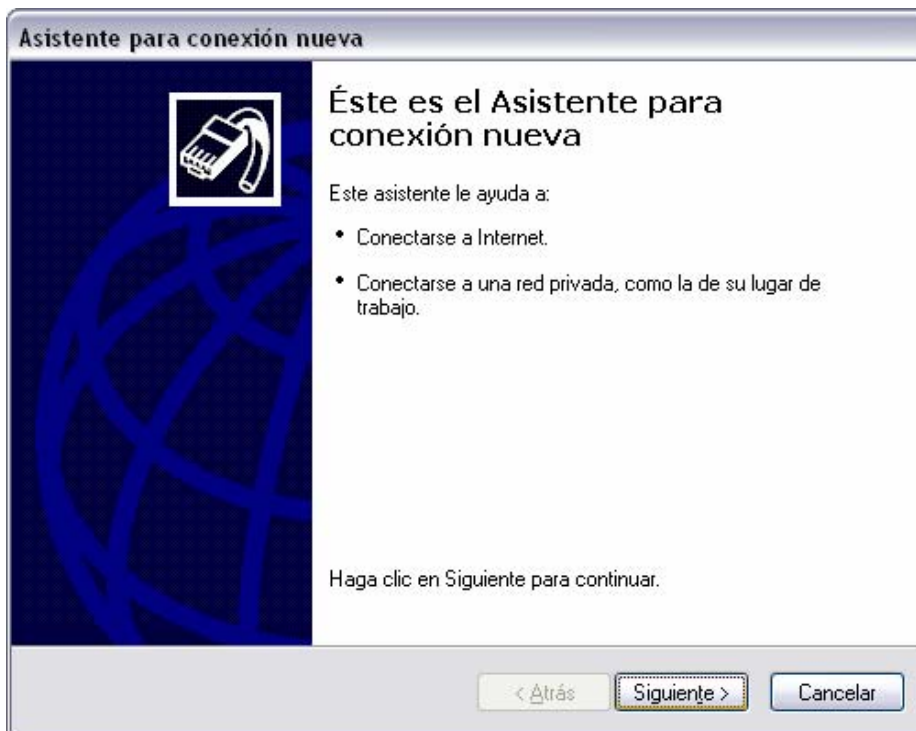 Asistente para conexión nueva
Éste es el Asistente para
conexión nueva
Este asistente le ayuda a:
• Conectarse a Internet.
• Conectarse a una red privada, como la de su lugar de
trabajo.
Haga clic en Siguiente para continuar.
< Atrás
Siguiente >
Cancelar